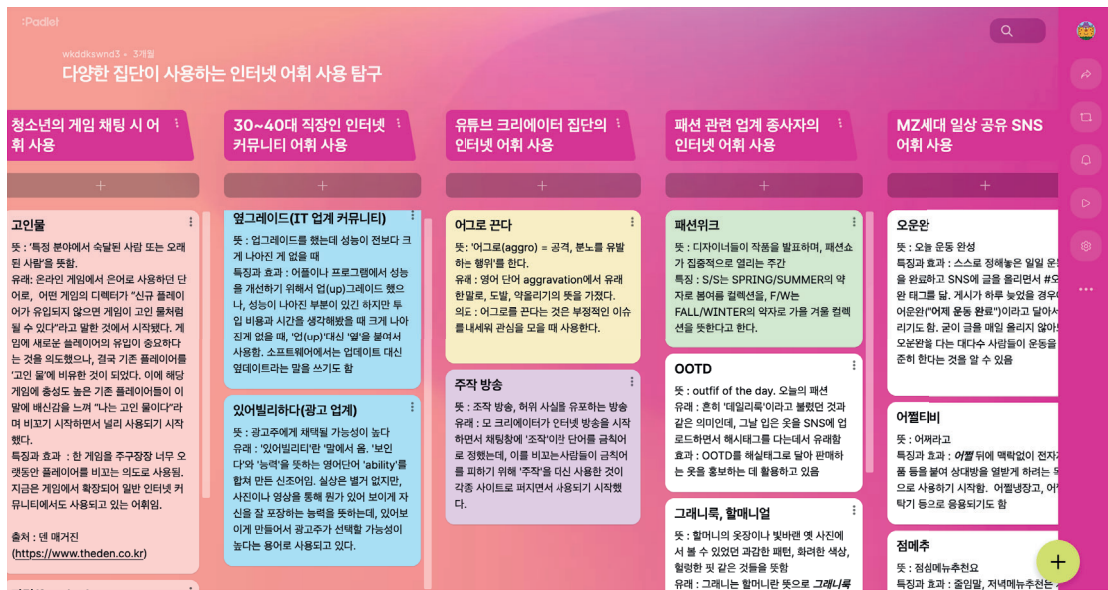 :Padlet
wkddkswnd3 • 3개월
다양한 집단이 사용하는 인터넷 어휘 사용 탐구
청소년의 게임 채팅 시 어
휘 사용
고인물
뜻 : '특정 분야에서 숙달된 사람 또는 오래
된 사람'을 뜻함.
유래: 온라인 게임에서 은어로 사용하던 단
어로, 어떤 게임의 디렉터가 "신규 플레이
어가 유입되지 않으면 게임이 고인 물처럼
될 수 있다"라고 말한 것에서 시작됐다. 게
임에 새로운 쁠레이어의 유입이 중요하다
는 것을 의도했으나, 결국 기존 플레이어를
'고인 물'에 비유한 것이 되었다. 이에 해당
게임에 충성도 높은 기존 플레이어들이 이
말에 배신감을 느껴 "나는 고인 물이다"라
며 비꼬기 시작하면서 널리 사용되기 시작
했다.
특징과 효과 : 한 게임을 주구장장 너무 오
랫동안 플레이어를 비꼬는 의도로 사용됨.
지금은 게임에서 확장되어 일반 인터넷 커
뮤니티에서도 사용되고 있는 어휘임.
출처 : 덴 매거진
(https://www.theden.co.kr)
30~40대 직장인 인터넷
커뮤니티 어휘 사용
옆그레이드(IT 업계 커뮤니티)
뜻 : 업그레이드를 했는데 성능이 전보다 크
게 나아진 게 없을 때
특징과 효과 : 어플이나 프로그램에서 성능
을 개선하기 위해서 업(up)그레이드 했으
나, 성능이 나아진 부분이 있긴 하지만 투
입 비용과 시간을 생각해봤을 때 크게 나아
진게 없을 때, '업(up)'대신 '옆'을 붙여서
사용함. 소프트웨어에서는 업데이트 대신
옆데이트라는 말을 쓰기도 함
있어빌리하다(광고 업계)
뜻 : 광고주에게 채택될 가능성이 높다
유래 : '있어빌리티'란 '말에서 옴. '보인
다'와 '능력'을 뜻하는 영어단어 'ability'를
합쳐 만든 신조어임. 실상은 별거 없지만,
사진이나 영상을 통해 뭔가 있어 보이게 자
신을 잘 포장하는 능력을 뜻하는데, 있어보
이게 만들어서 광고주가 선택할 가능성이
높다는 용어로 사용되고 있다.
유튜브 크리에이터 집단의
인터넷 어휘 사용
어그로 끈다
뜻: '어그로(aggro) = 공격, 분노를 유발
하는 행위'를 한다.
유래 : 영어 단어 aggravation에서 유래
한말로, 도발, 약올리기의 뜻을 가졌다.
의도 : 어그로를 끈다는 것은 부정적인 이슈
를내세워 관심을 모을 때 사용한다.
주작 방송
뜻 : 조작 방송, 허위 사실을 유포하는 방송
유래 : 모 크리에이터가 인터넷 방송을 시작
하면서 채팅창에 '조작'이란 단어를 금칙어
로 정했는데, 이를 비꼬는사람들이 금칙어
를 피하기 위해 '주작'을 대신 사용한 것이
각종 사이트로 퍼지면서 사용되기 시작했
다.
패션 관련 업계 종사자의
인터넷 어휘 사용
패션위크
뜻 : 디자이너들이 작품을 발표하며, 패션쇼
가 집중적으로 열리는 주간
특징 : S/S는 SPRING/SUMMER의 약
자로 봄여름 컬렉션을, F/W는
FALL/WINTER의 약자로 가을 겨울 컬렉
션을 뜻한다고 한다.
OOTD
뜻 : outfif of the day. 오늘의 패션
유래 : 흔히 '데일리룩'이라고 불렸던 것과
같은 의미인데, 그날 입은 옷을 SNS에 업
로드하면서 해시태그를 다는데서 유래함
효과 : OOTD를 해실태그로 달아 판매하
는 옷을 홍보하는 데 활용하고 있음
그래니룩, 할매니얼
뜻 : 할머니의 옷장이나 빛바랜 옛 사진에
서 볼 수 있었던 과감한 패턴, 화려한 색상,
헐렁한 핏 같은 것들을 뜻함
유래 : 그래니는 할머니란 뜻으로 그래니룩
MZ세대 일상 공유 SNS
어휘 사용
오운완
뜻 : 오늘 운동 완성
특징과효과 : 스스로 정해놓은 일일 운
을 완료하고 SNS에 글을 올리면서 #오
완 태그를 닮. 게시가 하루 늦었을 경우
어운완("어제 운동 완료")이라고 달아서
리기도 함. 굳이 글을 매일 올리지 않아
오운완을 다는 대다수 사람들이 운동을
준히 한다는 것을 알 수 있음
어쩔티비
뜻 : 어쩌라고
특징과 효과 : 어쩔 뒤에 맥락없이 전자
품 등을 붙여 상대방을 열받게 하려는
으로 사용하기 시작함. 어쩔냉장고, 어
탁기 등으로 응용되기도 함
점메추
뜻 : 점심메뉴추천요
특징과 효과 : 줄임말, 저녁메뉴추천은